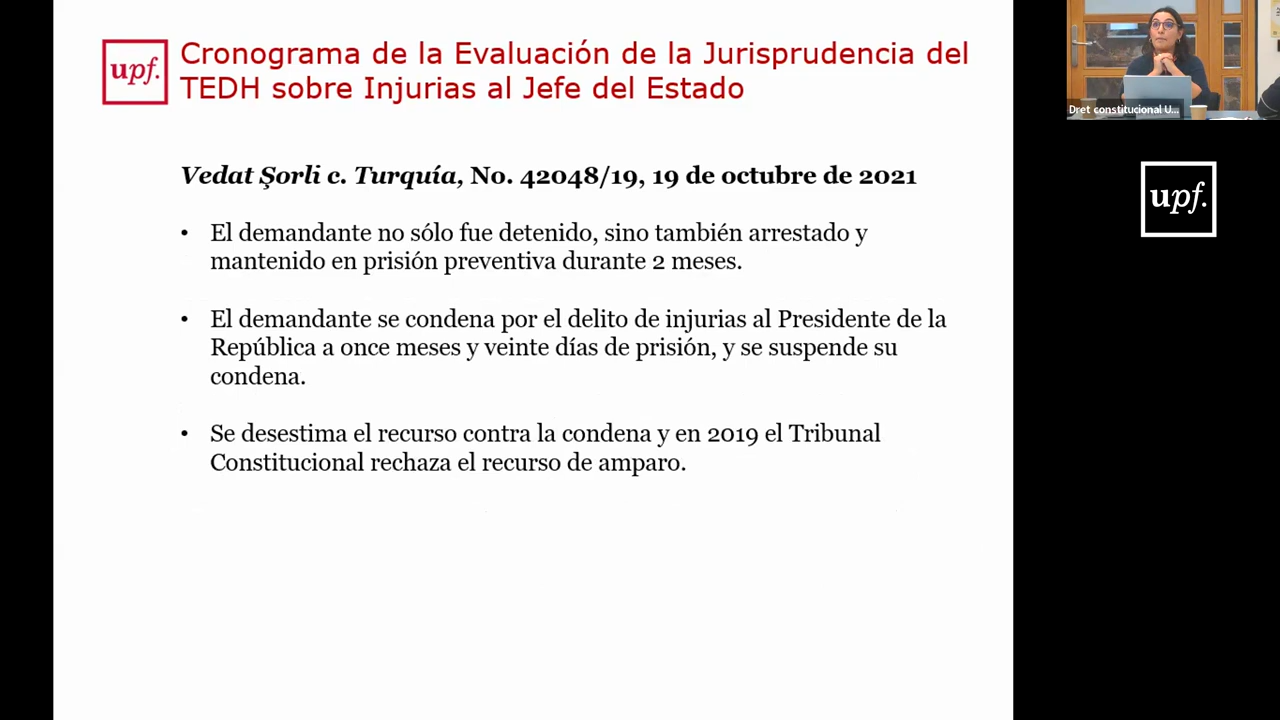 upf.
Cronograma de la Evaluación de la Jurisprudencia del
TEDH sobre Injurias al Jefe del Estado
Vedat Şorli c. Turquía, No. 42048/19, 19 de octubre de 2021
• El demandante no sólo fue detenido, sino también arrestado y
mantenido en prisión preventiva durante 2 meses.
• El demandante se condena por el delito de injurias al Presidente de la
República a once meses y veinte días de prisión, y se suspende su
condena.
• Se desestima el recurso contra la condena y en 2019 el Tribunal
Constitucional rechaza el recurso de amparo.
Dret constitucional U...
upf.